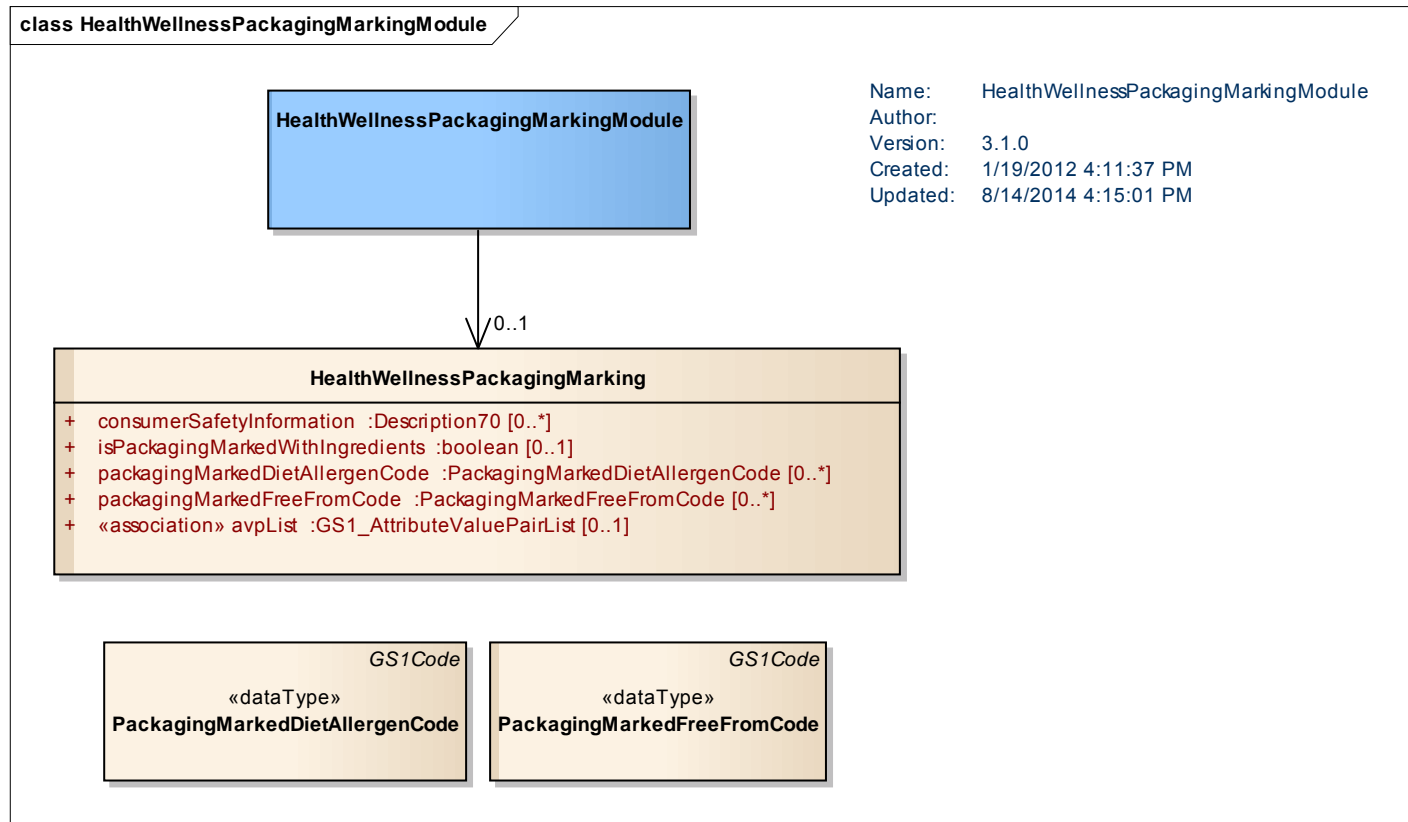 class HealthWellnessPackagingMarkingModule
HealthWellnessPackagingMarkingModule
Name: HealthWellnessPackagingMarkingModule
Author:
Version: 3.1.0
Created: 1/19/2012 4:11:37 PM
Updated: 8/14/2014 4:15:01 PM
0..1
HealthWellnessPackagingMarking
+ consumerSafetyInformation :Description70 [0..*]
+ isPackagingMarkedWithIngredients :boolean [0..1]
+ packagingMarkedDietAllergenCode :PackagingMarkedDietAllergenCode [0..*]
+ packagingMarkedFreeFromCode :PackagingMarkedFreeFromCode [0..*]
+ «association» avpList :GS1_AttributeValuePairList [0..1]
GS1Code
«dataType»
PackagingMarkedDietAllergenCode
GS1Code
«dataType»
PackagingMarkedFreeFromCode